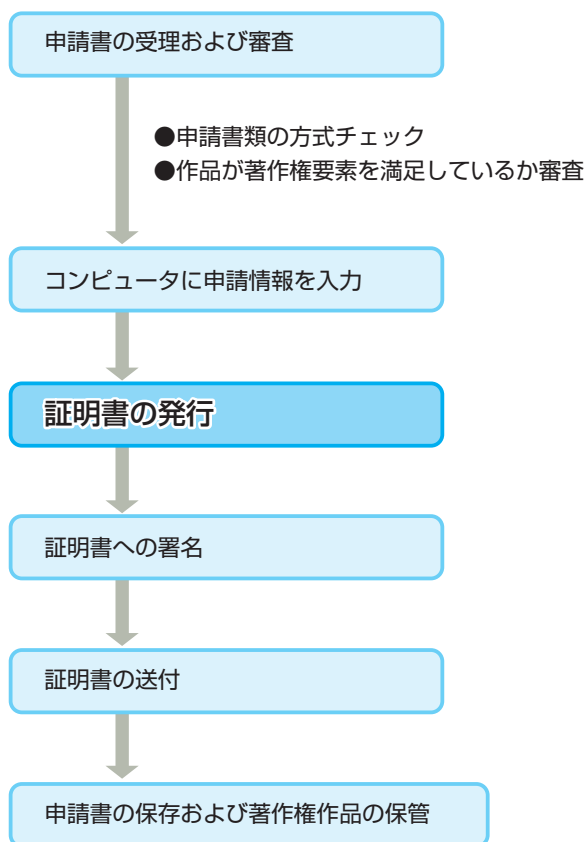 申請書の受理および審査
●申請書類の方式チェック
●作品が著作権要素を満足しているか審査
コンピュータに申請情報を入力
証明書の発行
証明書への署名
証明書の送付
申請書の保存および著作権作品の保管